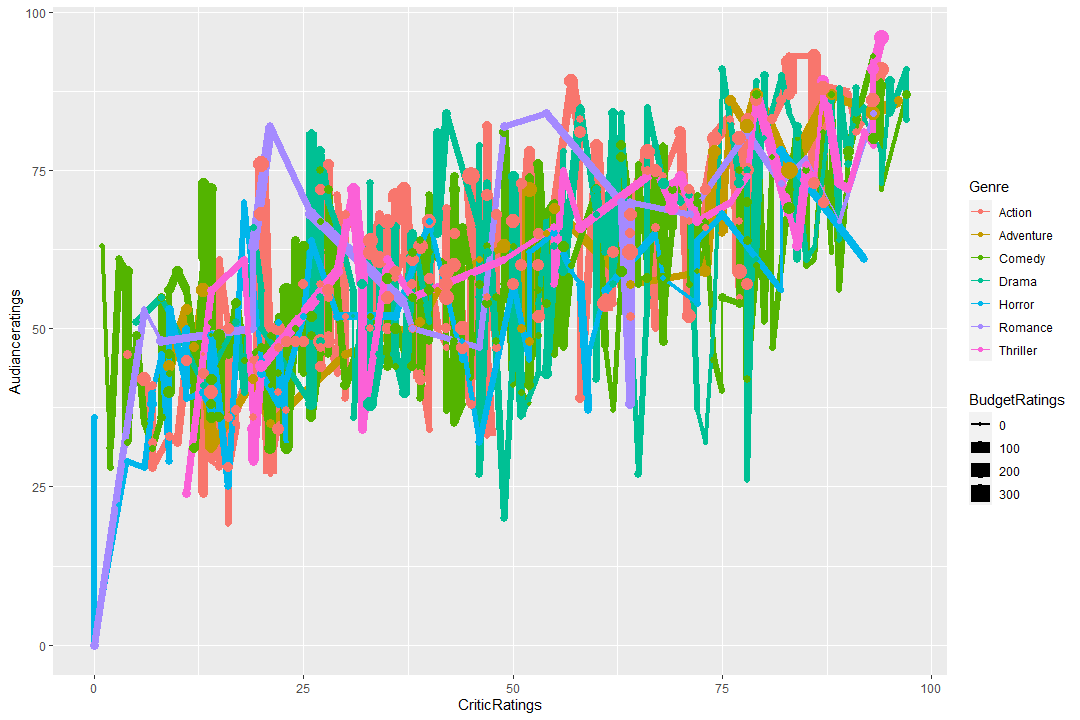 100
75
50
25
0
Audianceratings
0
25
50
75
100
CriticRatings
Genre
Action
Adventure
Comedy
Drama
Horror
Romance
Thriller
BudgetRatings
0
100
200
300